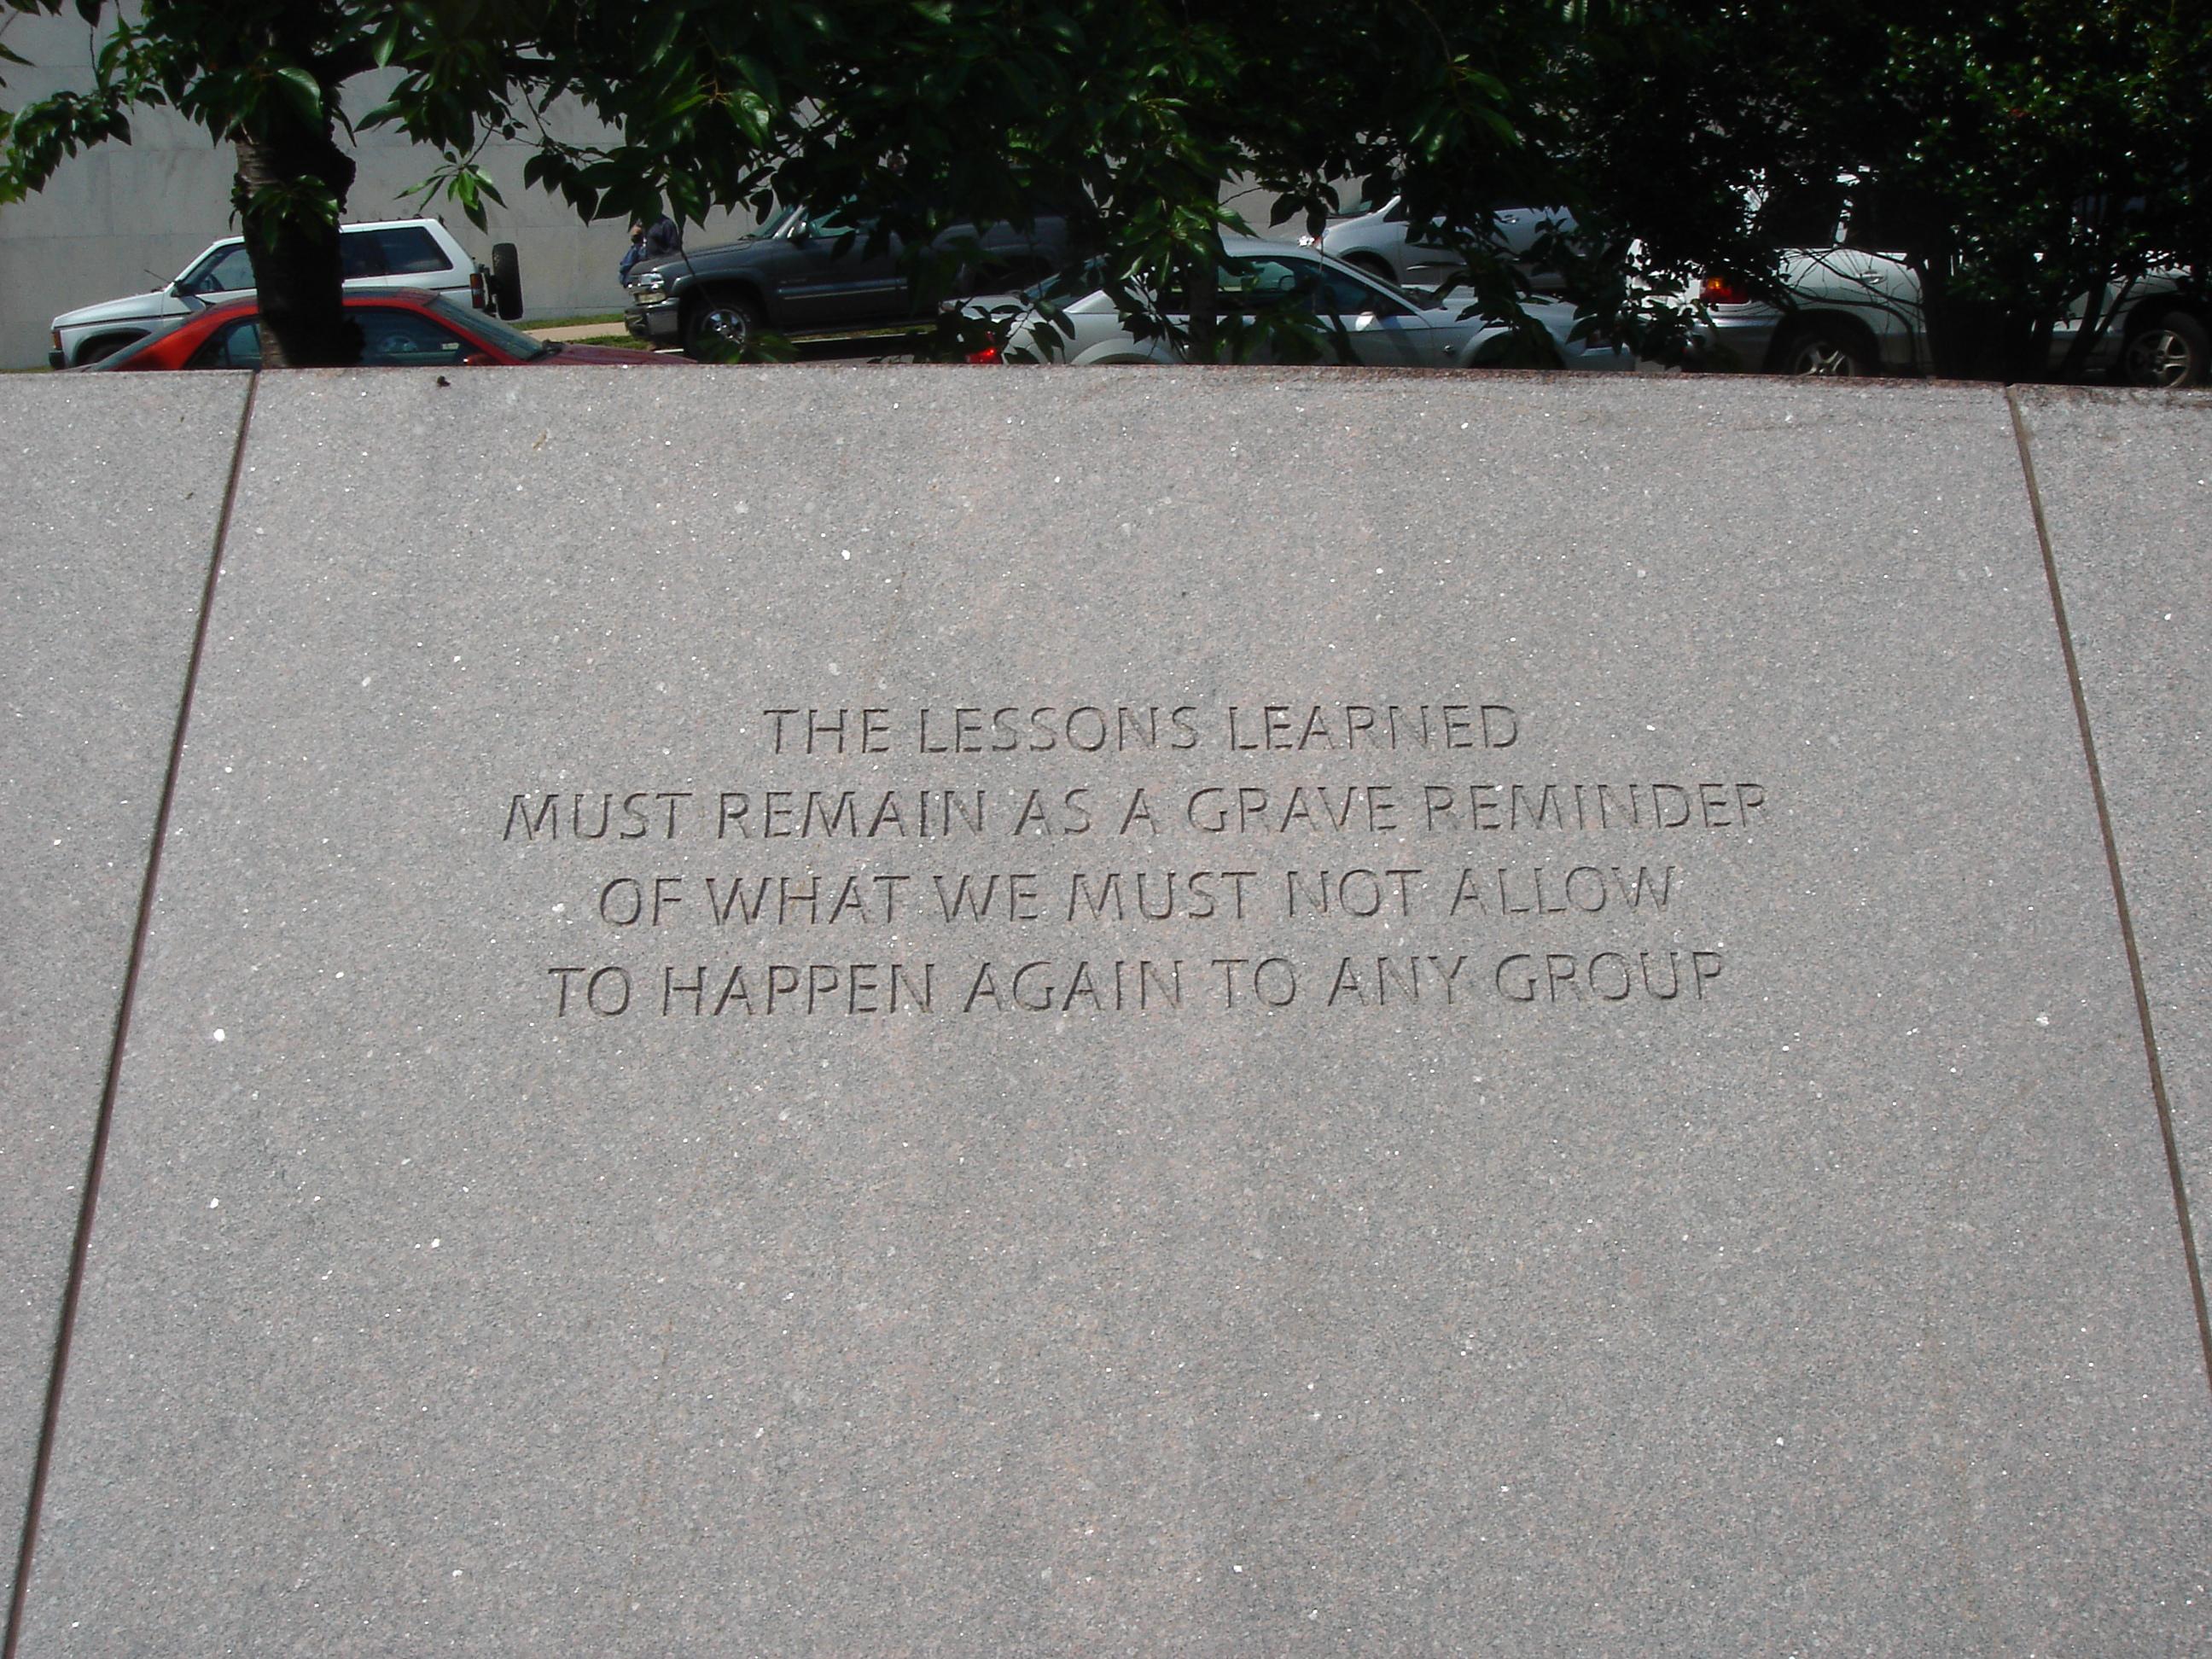 THE LESSONS LEARNED
MUST REMAIN AS A GRAVE REMINDER
OF WHAT WE MUST NOT ALLOW
TO HAPPEN AGAIN TO ANY GROUP